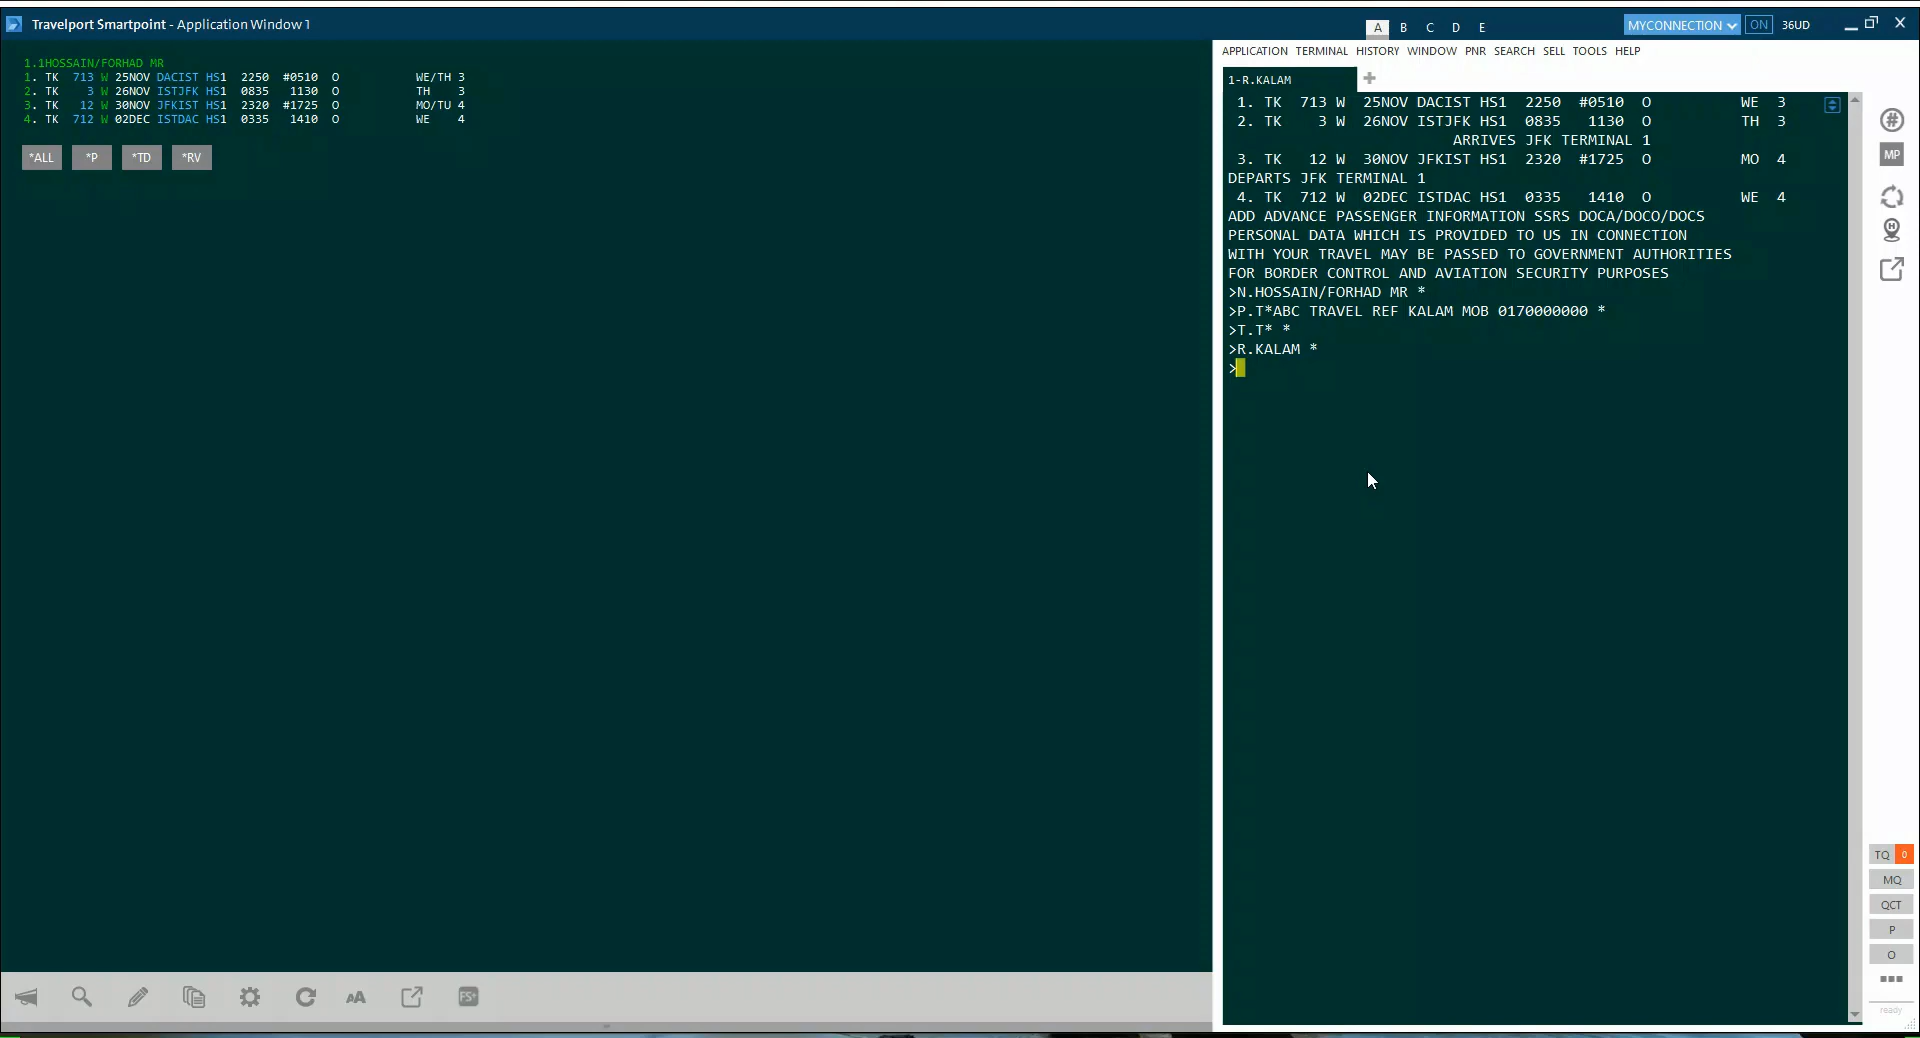 Travelport Smartpoint - Application Window 1
A B C D E
MYCONNECTION ON 36UD
1.1HOSSAIN/FORHAD MR
1. TK 713 W 25NOV DACIST HS1 2250 #0510 O WE/TH 3
2. TK 3 W 26NOV ISTJFK HS1 0835 1130 O TH 3
3. TK 12 W 30NOV JFKIST HS1 2320 #1725 O MO/TU 4
4. TK 712 W 02DEC ISTDAC HS1 0335 1410 O WE 4
*ALL *P *TD *RV
APPLICATION TERMINAL HISTORY WINDOW PNR SEARCH SELL TOOLS HELP
1-R.KALAM
1. TK 713 W 25NOV DACIST HS1 2250 #0510 O WE 3
2. TK 3 W 26NOV ISTJFK HS1 0835 1130 O TH 3
ARRIVES JFK TERMINAL 1
3. TK 12 W 30NOV JFKIST HS1 2320 #1725 O MO 4
DEPARTS JFK TERMINAL 1
4. TK 712 W 02DEC ISTDAC HS1 0335 1410 O WE 4
ADD ADVANCE PASSENGER INFORMATION SSRS DOCA/DOCO/DOCS
PERSONAL DATA WHICH IS PROVIDED TO US IN CONNECTION
WITH YOUR TRAVEL MAY BE PASSED TO GOVERNMENT AUTHORITIES
FOR BORDER CONTROL AND AVIATION SECURITY PURPOSES
>N.HOSSAIN/FORHAD MR *
>P.T*ABC TRAVEL REF KALAM MOB 0170000000 *
>T.T* *
>R.KALAM *
>
#
MP
H
TQ 0
MQ
QCT
P
O
ready
AA
FS+